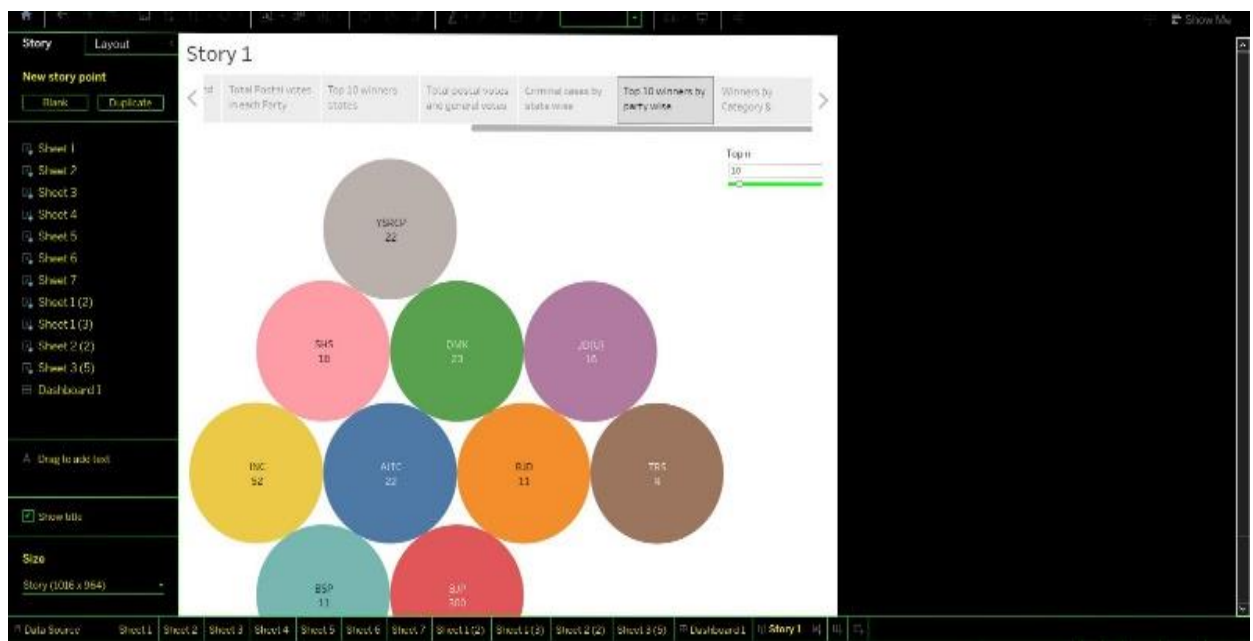 Show Me
Story Layout
New story point
Blank Duplicate
Sheet 1
Sheet 2
Sheet 3
Sheet 4
Sheet 5
Sheet 6
Sheet 7
Sheet 1 (2)
Sheet 1 (3)
Sheet 2 (2)
Sheet 3 (5)
Dashboard 1
A Drag to add text
Show title
Size
Story (1016 x 964)
Story 1
Total Postal votes
in each Party
Top 10 winners
states
Total postal votes
and general votes
Criminal cases by
state wise
Top 10 winners by
party wise
Winners by
Category &
Top n
10
YSRCP
22
SHS
18
DMK
23
JD(U)
16
INC
52
AITC
22
RJD
11
TRS
BSP
11
BJP
300
Data Source Sheet 1 Sheet 2 Sheet 3 Sheet 4 Sheet 5 Sheet 6 Sheet 7 Sheet 1 (2) Sheet 1 (3) Sheet 2 (2) Sheet 3 (5) Dashboard 1 Story 1